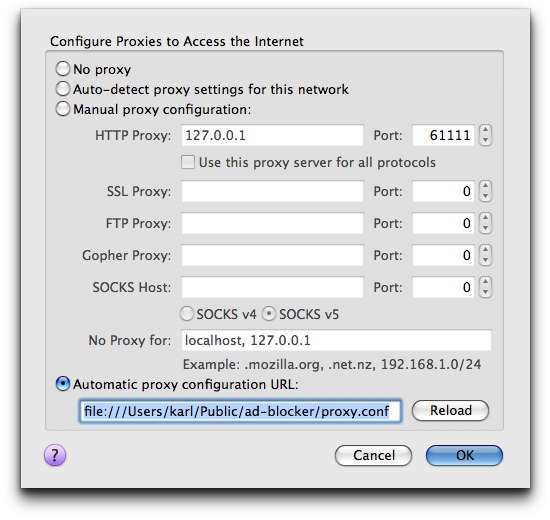 Configure Proxies to Access the Internet
No proxy
Auto-detect proxy settings for this network
Manual proxy configuration:
HTTP Proxy: 127.0.0.1 Port: 61111
Use this proxy server for all protocols
SSL Proxy: Port: 0
FTP Proxy: Port: 0
Gopher Proxy: Port: 0
SOCKS Host: Port: 0
SOCKS v4 SOCKS v5
No Proxy for: localhost, 127.0.0.1
Example: .mozilla.org, .net.nz, 192.168.1.0/24
Automatic proxy configuration URL:
file:///Users/karl/Public/ad-blocker/proxy.conf Reload
? Cancel OK